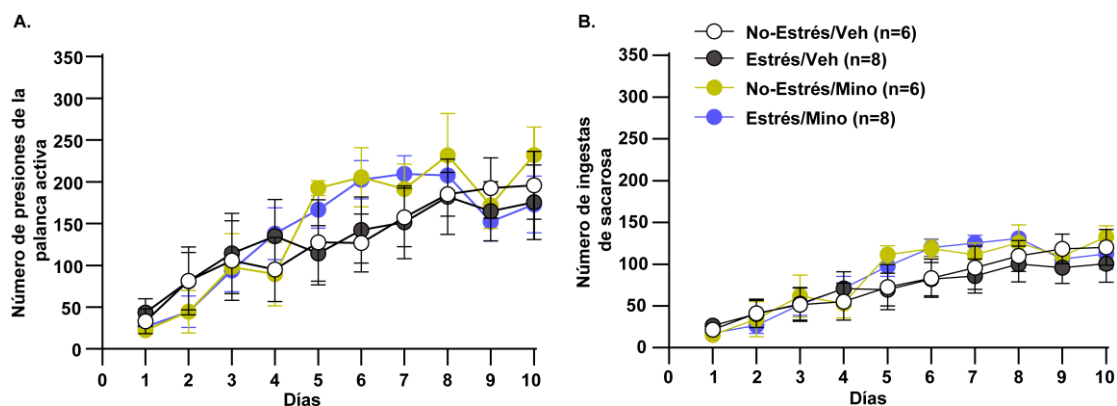 A.
Número de presiones de la
palanca activa
350
300
250
200
150
100
50
0
0 1 2 3 4 5 6 7 8 9 10
Días
B.
No-Estrés/Veh (n=6)
Estrés/Veh (n=8)
No-Estrés/Mino (n=6)
Estrés/Mino (n=8)
Número de ingestas
de sacarosa
350
300
250
200
150
100
50
0
0 1 2 3 4 5 6 7 8 9 10
Días